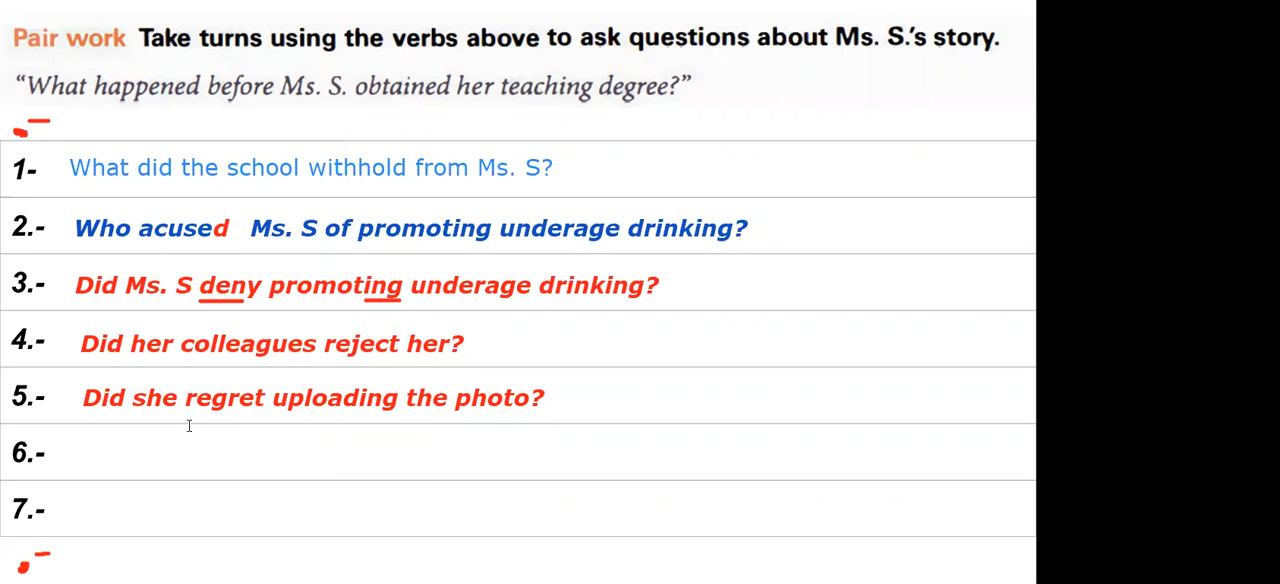 Pair work Take turns using the verbs above to ask questions about Ms. S.'s story.
“What happened before Ms. S. obtained her teaching degree?”
1- What did the school withhold from Ms. S?
2.- Who acused Ms. S of promoting underage drinking?
3.- Did Ms. S deny promoting underage drinking?
4.- Did her colleagues reject her?
5.- Did she regret uploading the photo?
6.-
7.-